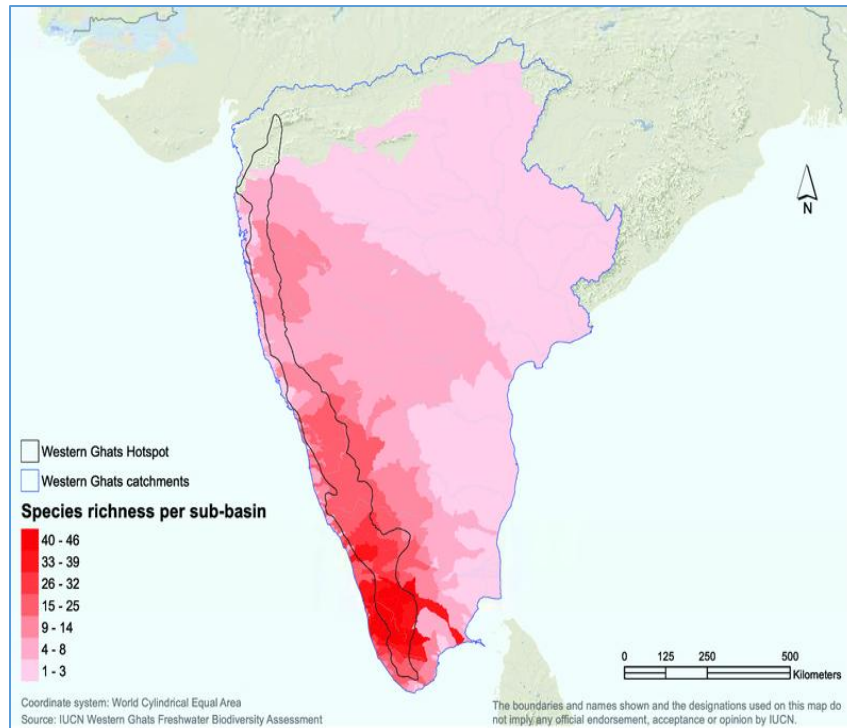 N
Western Ghats Hotspot
Western Ghats catchments
Species richness per sub-basin
40 - 46
33 - 39
26 - 32
15 - 25
9 - 14
4 - 8
1 - 3
0 125 250 500
Kilometers
Coordinate system: World Cylindrical Equal Area
Source: IUCN Western Ghats Freshwater Biodiversity Assessment
The boundaries and names shown and the designations used on this map do
not imply any official endorsement, acceptance or opinion by IUCN.